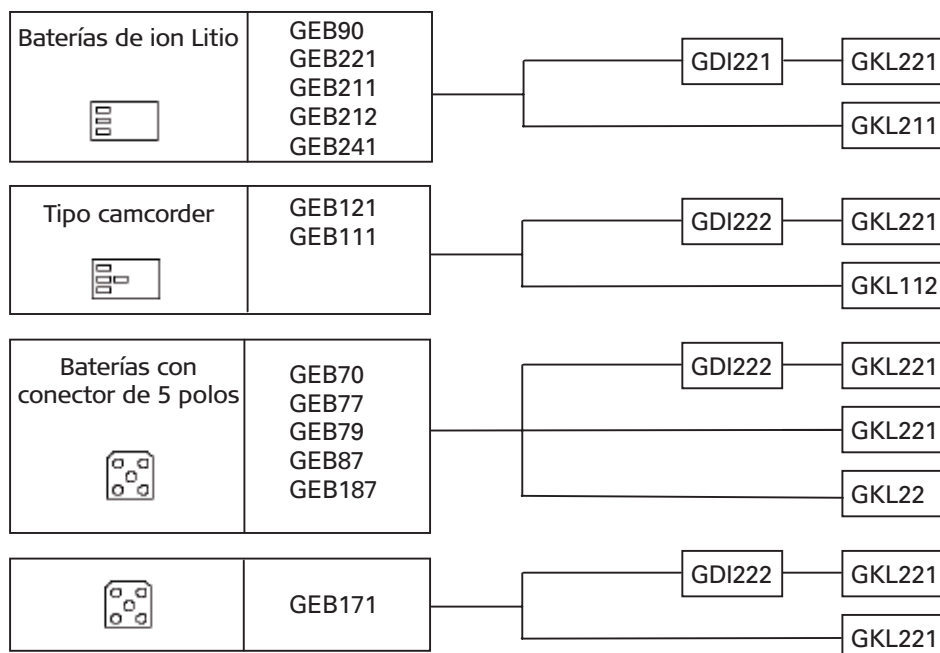 Baterías de ion Litio
GEB90
GEB221
GEB211
GEB212
GEB241
GDI221
GKL221
GKL211
Tipo camcorder
GEB121
GEB111
GDI222
GKL221
GKL112
Baterías con
conector de 5 polos
GEB70
GEB77
GEB79
GEB87
GEB187
GDI222
GKL221
GKL221
GKL22
GEB171
GDI222
GKL221
GKL221